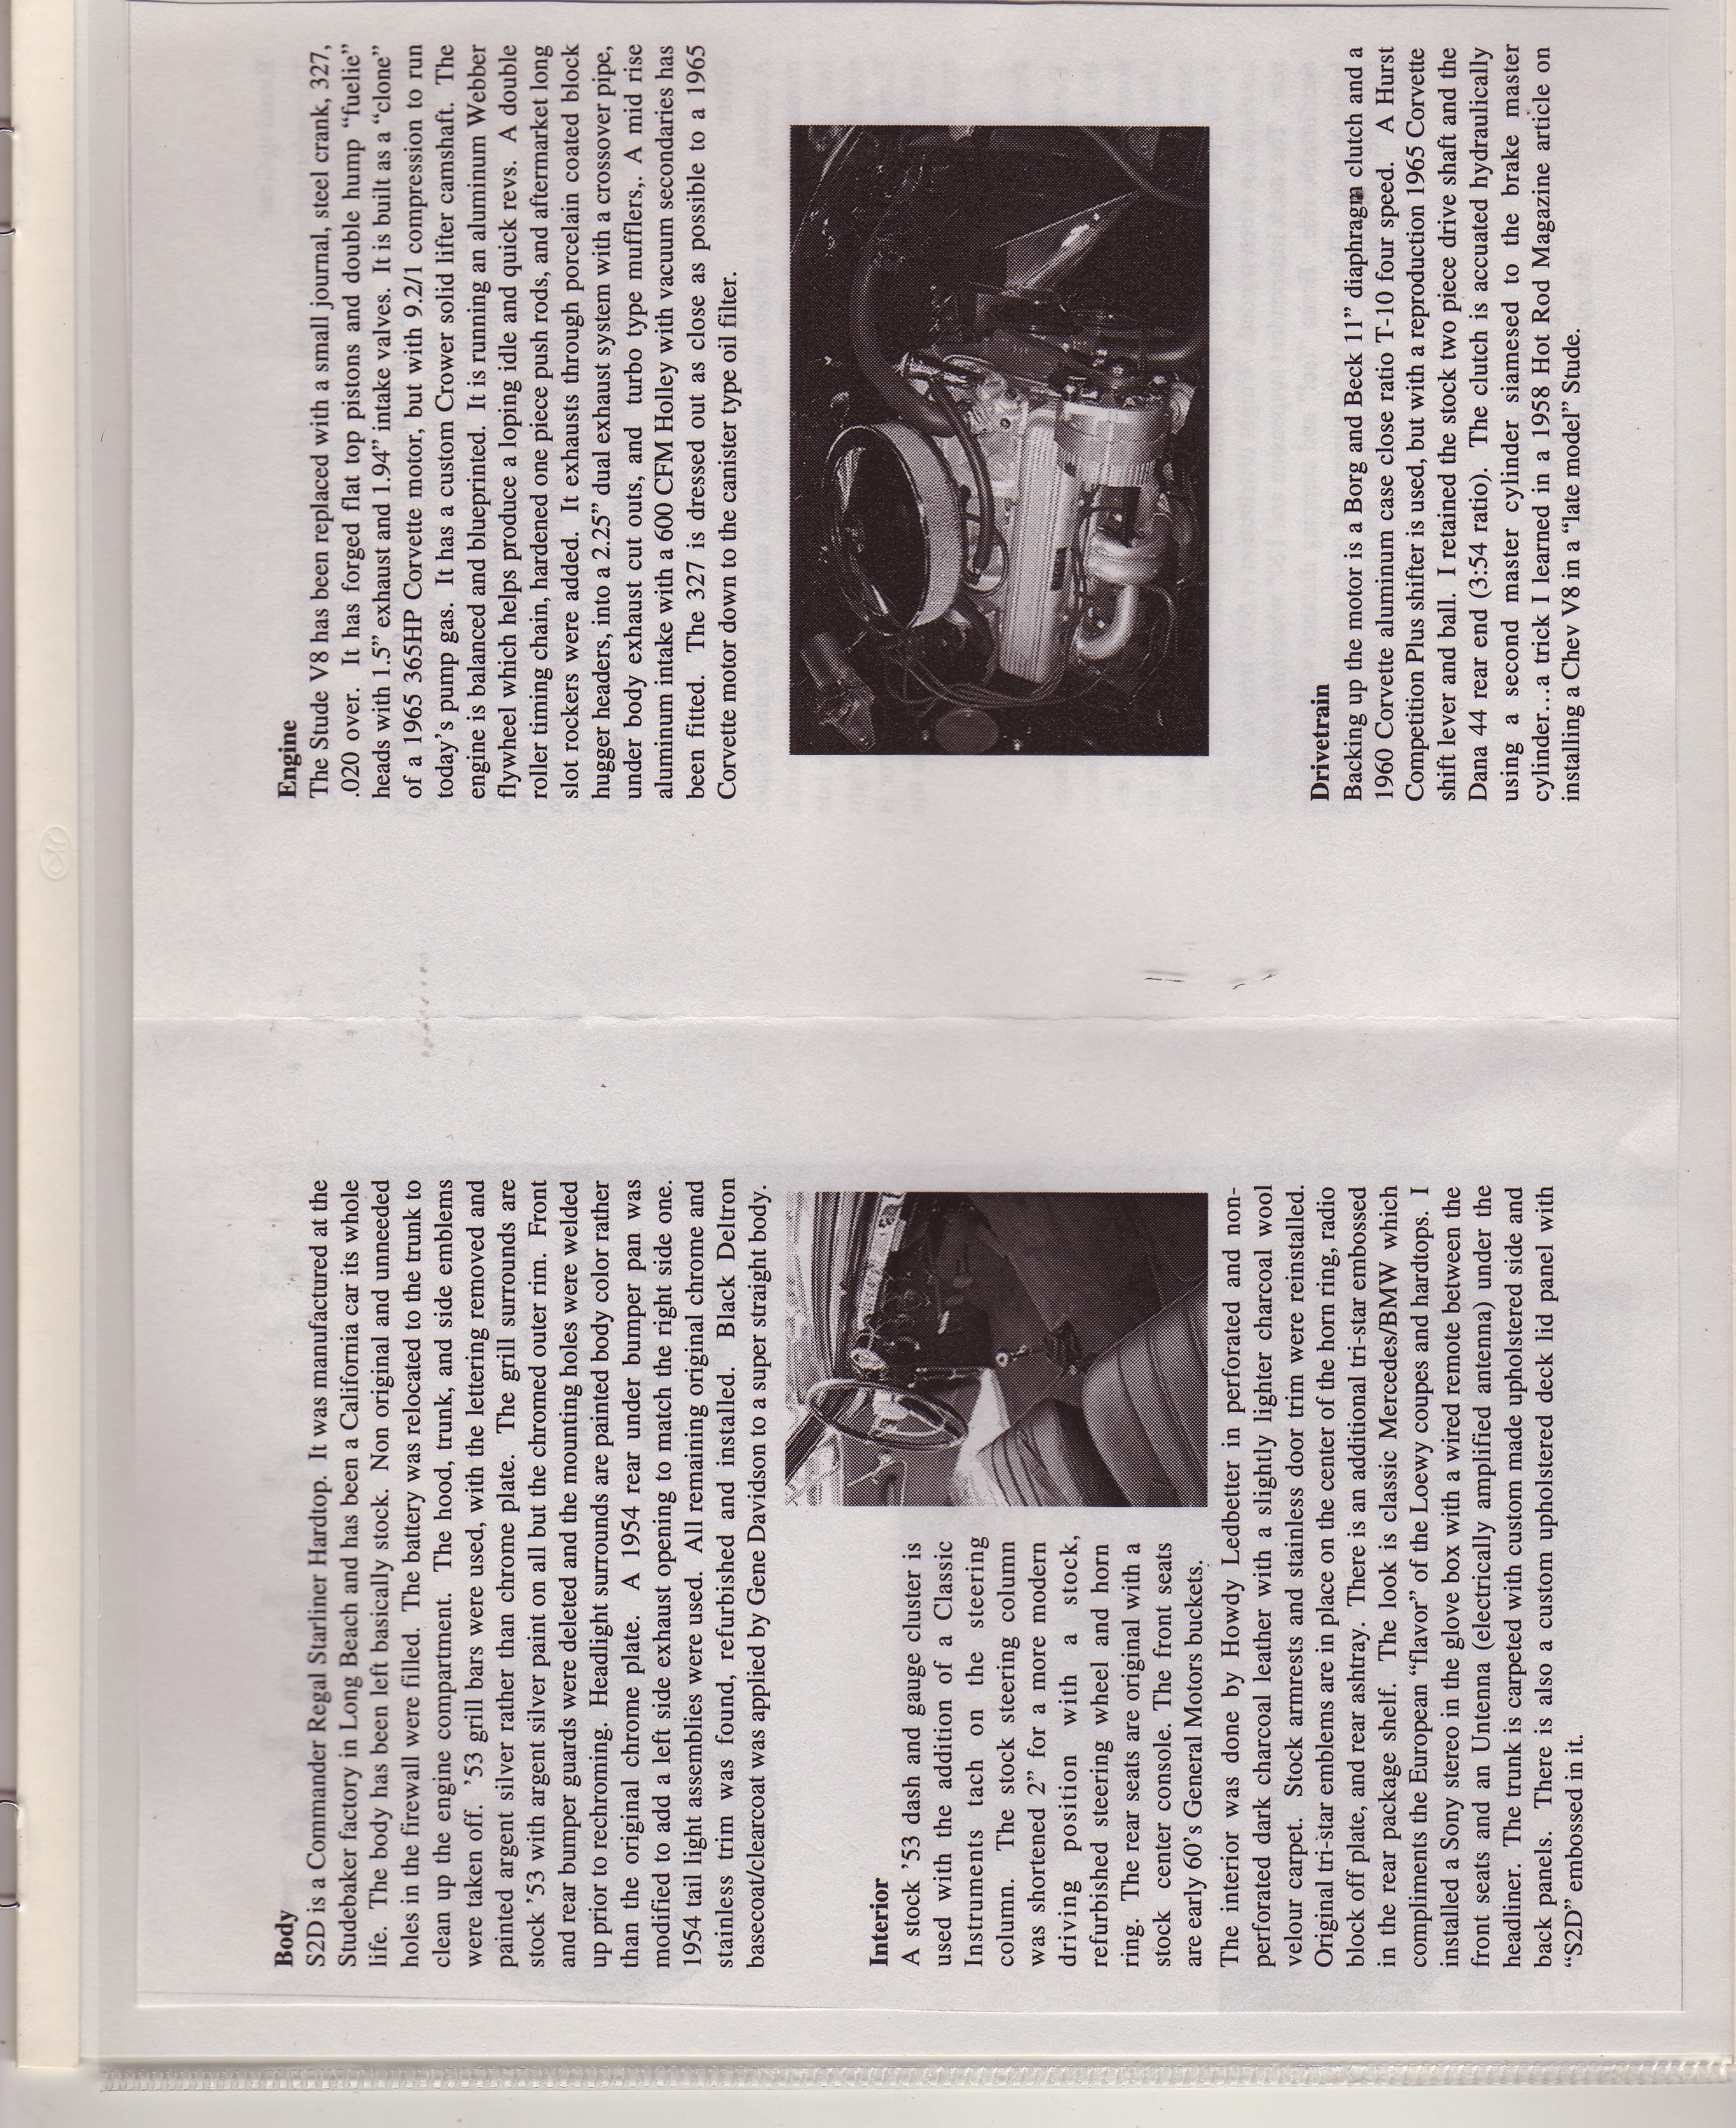 Body
S2D is a Commander Regal Starliner Hardtop. It was manufactured at the
Studebaker factory in Long Beach and has been a California car its whole
life. The body has been left basically stock. Non original and unneeded
holes in the firewall were filled. The battery was relocated to the trunk to
clean up the engine compartment. The hood, trunk, and side emblems
were taken off. ’53 grill bars were used, with the lettering removed and
painted argent silver rather than chrome plate. The grill surrounds are
stock ’53 with argent silver paint on all but the chromed outer rim. Front
and rear bumper guards were deleted and the mounting holes were welded
up prior to rechroming. Headlight surrounds are painted body color rather
than the original chrome plate. A 1954 rear under bumper pan was
modified to add a left side exhaust opening to match the right side one.
1954 tail light assemblies were used. All remaining original chrome and
stainless trim was found, refurbished and installed. Black Deltron
basecoat/clearcoat was applied by Gene Davidson to a super straight body.
Interior
A stock ’53 dash and gauge cluster is
used with the addition of a Classic
Instruments tach on the steering
column. The stock steering column
was shortened 2” for a more modern
driving position with a stock,
refurbished steering wheel and horn
ring. The rear seats are original with a
stock center console. The front seats
are early 60’s General Motors buckets.
The interior was done by Howdy Ledbetter in perforated and non-
perforated dark charcoal leather with a slightly lighter charcoal wool
velour carpet. Stock armrests and stainless door trim were reinstalled.
Original tri-star emblems are in place on the center of the horn ring, radio
block off plate, and rear ashtray. There is an additional tri-star embossed
in the rear package shelf. The look is classic Mercedes/BMW which
compliments the European “flavor” of the Loewy coupes and hardtops. I
installed a Sony stereo in the glove box with a wired remote between the
front seats and an Untenna (electrically amplified antenna) under the
headliner. The trunk is carpeted with custom made upholstered side and
back panels. There is also a custom upholstered deck lid panel with
“S2D” embossed in it.
Engine
The Stude V8 has been replaced with a small journal, steel crank, 327,
.020 over. It has forged flat top pistons and double hump “fuelie”
heads with 1.5” exhaust and 1.94” intake valves. It is built as a “clone”
of a 1965 365HP Corvette motor, but with 9.2/1 compression to run
today’s pump gas. It has a custom Crower solid lifter camshaft. The
engine is balanced and blueprinted. It is running an aluminum Webber
flywheel which helps produce a loping idle and quick revs. A double
roller timing chain, hardened one piece push rods, and aftermarket long
slot rockers were added. It exhausts through porcelain coated block
hugger headers, into a 2.25” dual exhaust system with a crossover pipe,
under body exhaust cut outs, and turbo type mufflers,. A mid rise
aluminum intake with a 600 CFM Holley with vacuum secondaries has
been fitted. The 327 is dressed out as close as possible to a 1965
Corvette motor down to the canister type oil filter.
Drivetrain
Backing up the motor is a Borg and Beck 11” diaphragm clutch and a
1960 Corvette aluminum case close ratio T-10 four speed. A Hurst
Competition Plus shifter is used, but with a reproduction 1965 Corvette
shift lever and ball. I retained the stock two piece drive shaft and the
Dana 44 rear end (3:54 ratio). The clutch is accuated hydraulically
using a second master cylinder siamesed to the brake master
cylinder…a trick I learned in a 1958 Hot Rod Magazine article on
installing a Chev V8 in a “late model” Stude.